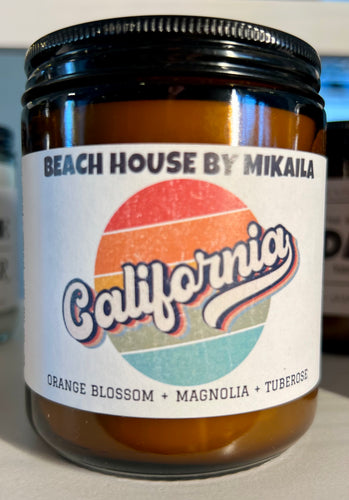 BEACH HOUSE BY MIKAILA
California
ORANGE BLOSSOM + MAGNOLIA + TUBEROSE